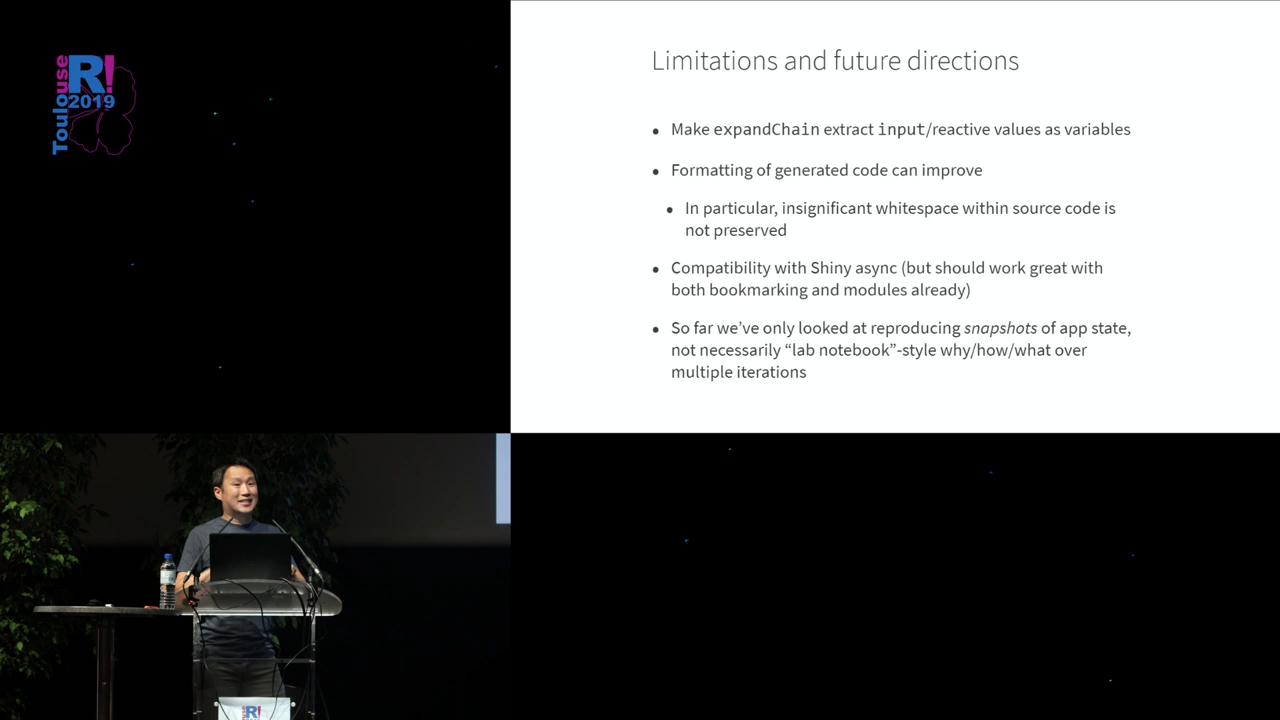 Toulouse
R!
2019
Limitations and future directions
• Make expandChain extract input/reactive values as variables
• Formatting of generated code can improve
• In particular, insignificant whitespace within source code is
not preserved
• Compatibility with Shiny async (but should work great with
both bookmarking and modules already)
• So far we’ve only looked at reproducing snapshots of app state,
not necessarily “lab notebook”-style why/how/what over
multiple iterations
R!